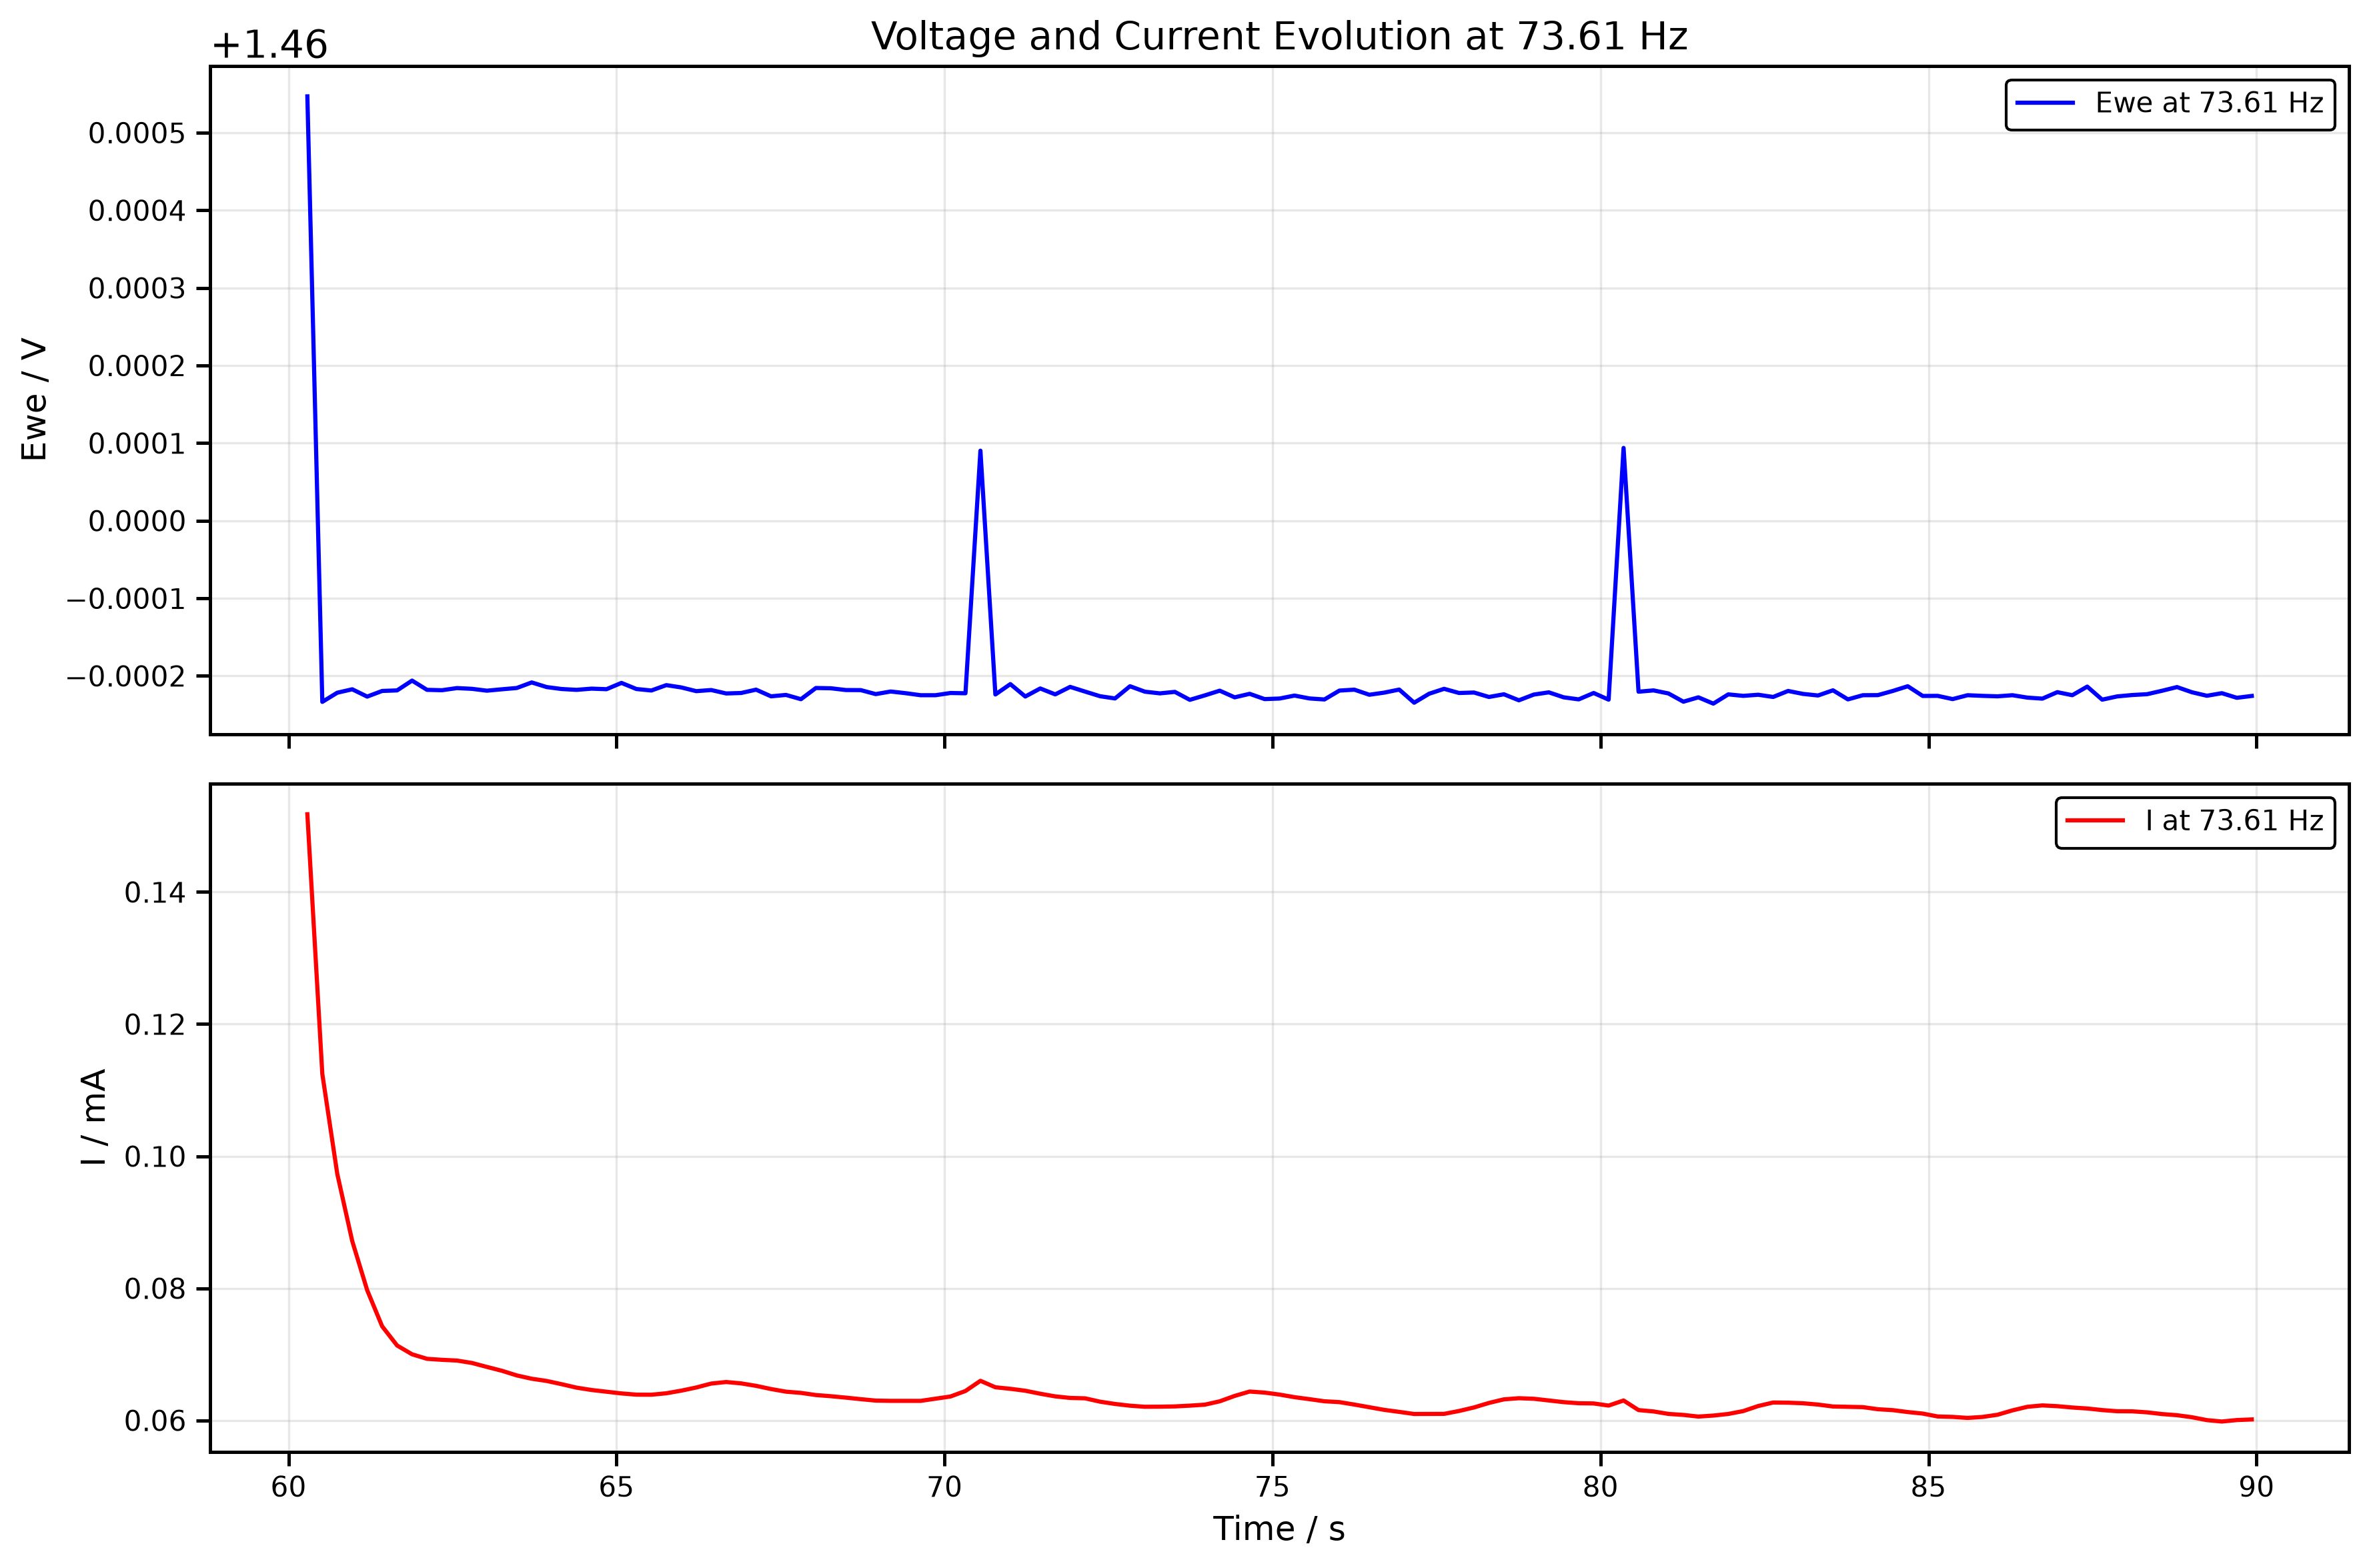 Voltage and Current Evolution at 73.61 Hz
+1.46
Ewe at 73.61 Hz
0.0005
0.0004
0.0003
0.0002
0.0001
0.0000
−0.0001
−0.0002
Ewe / V
I at 73.61 Hz
0.14
0.12
0.10
0.08
0.06
I / mA
60 65 70 75 80 85 90
Time / s